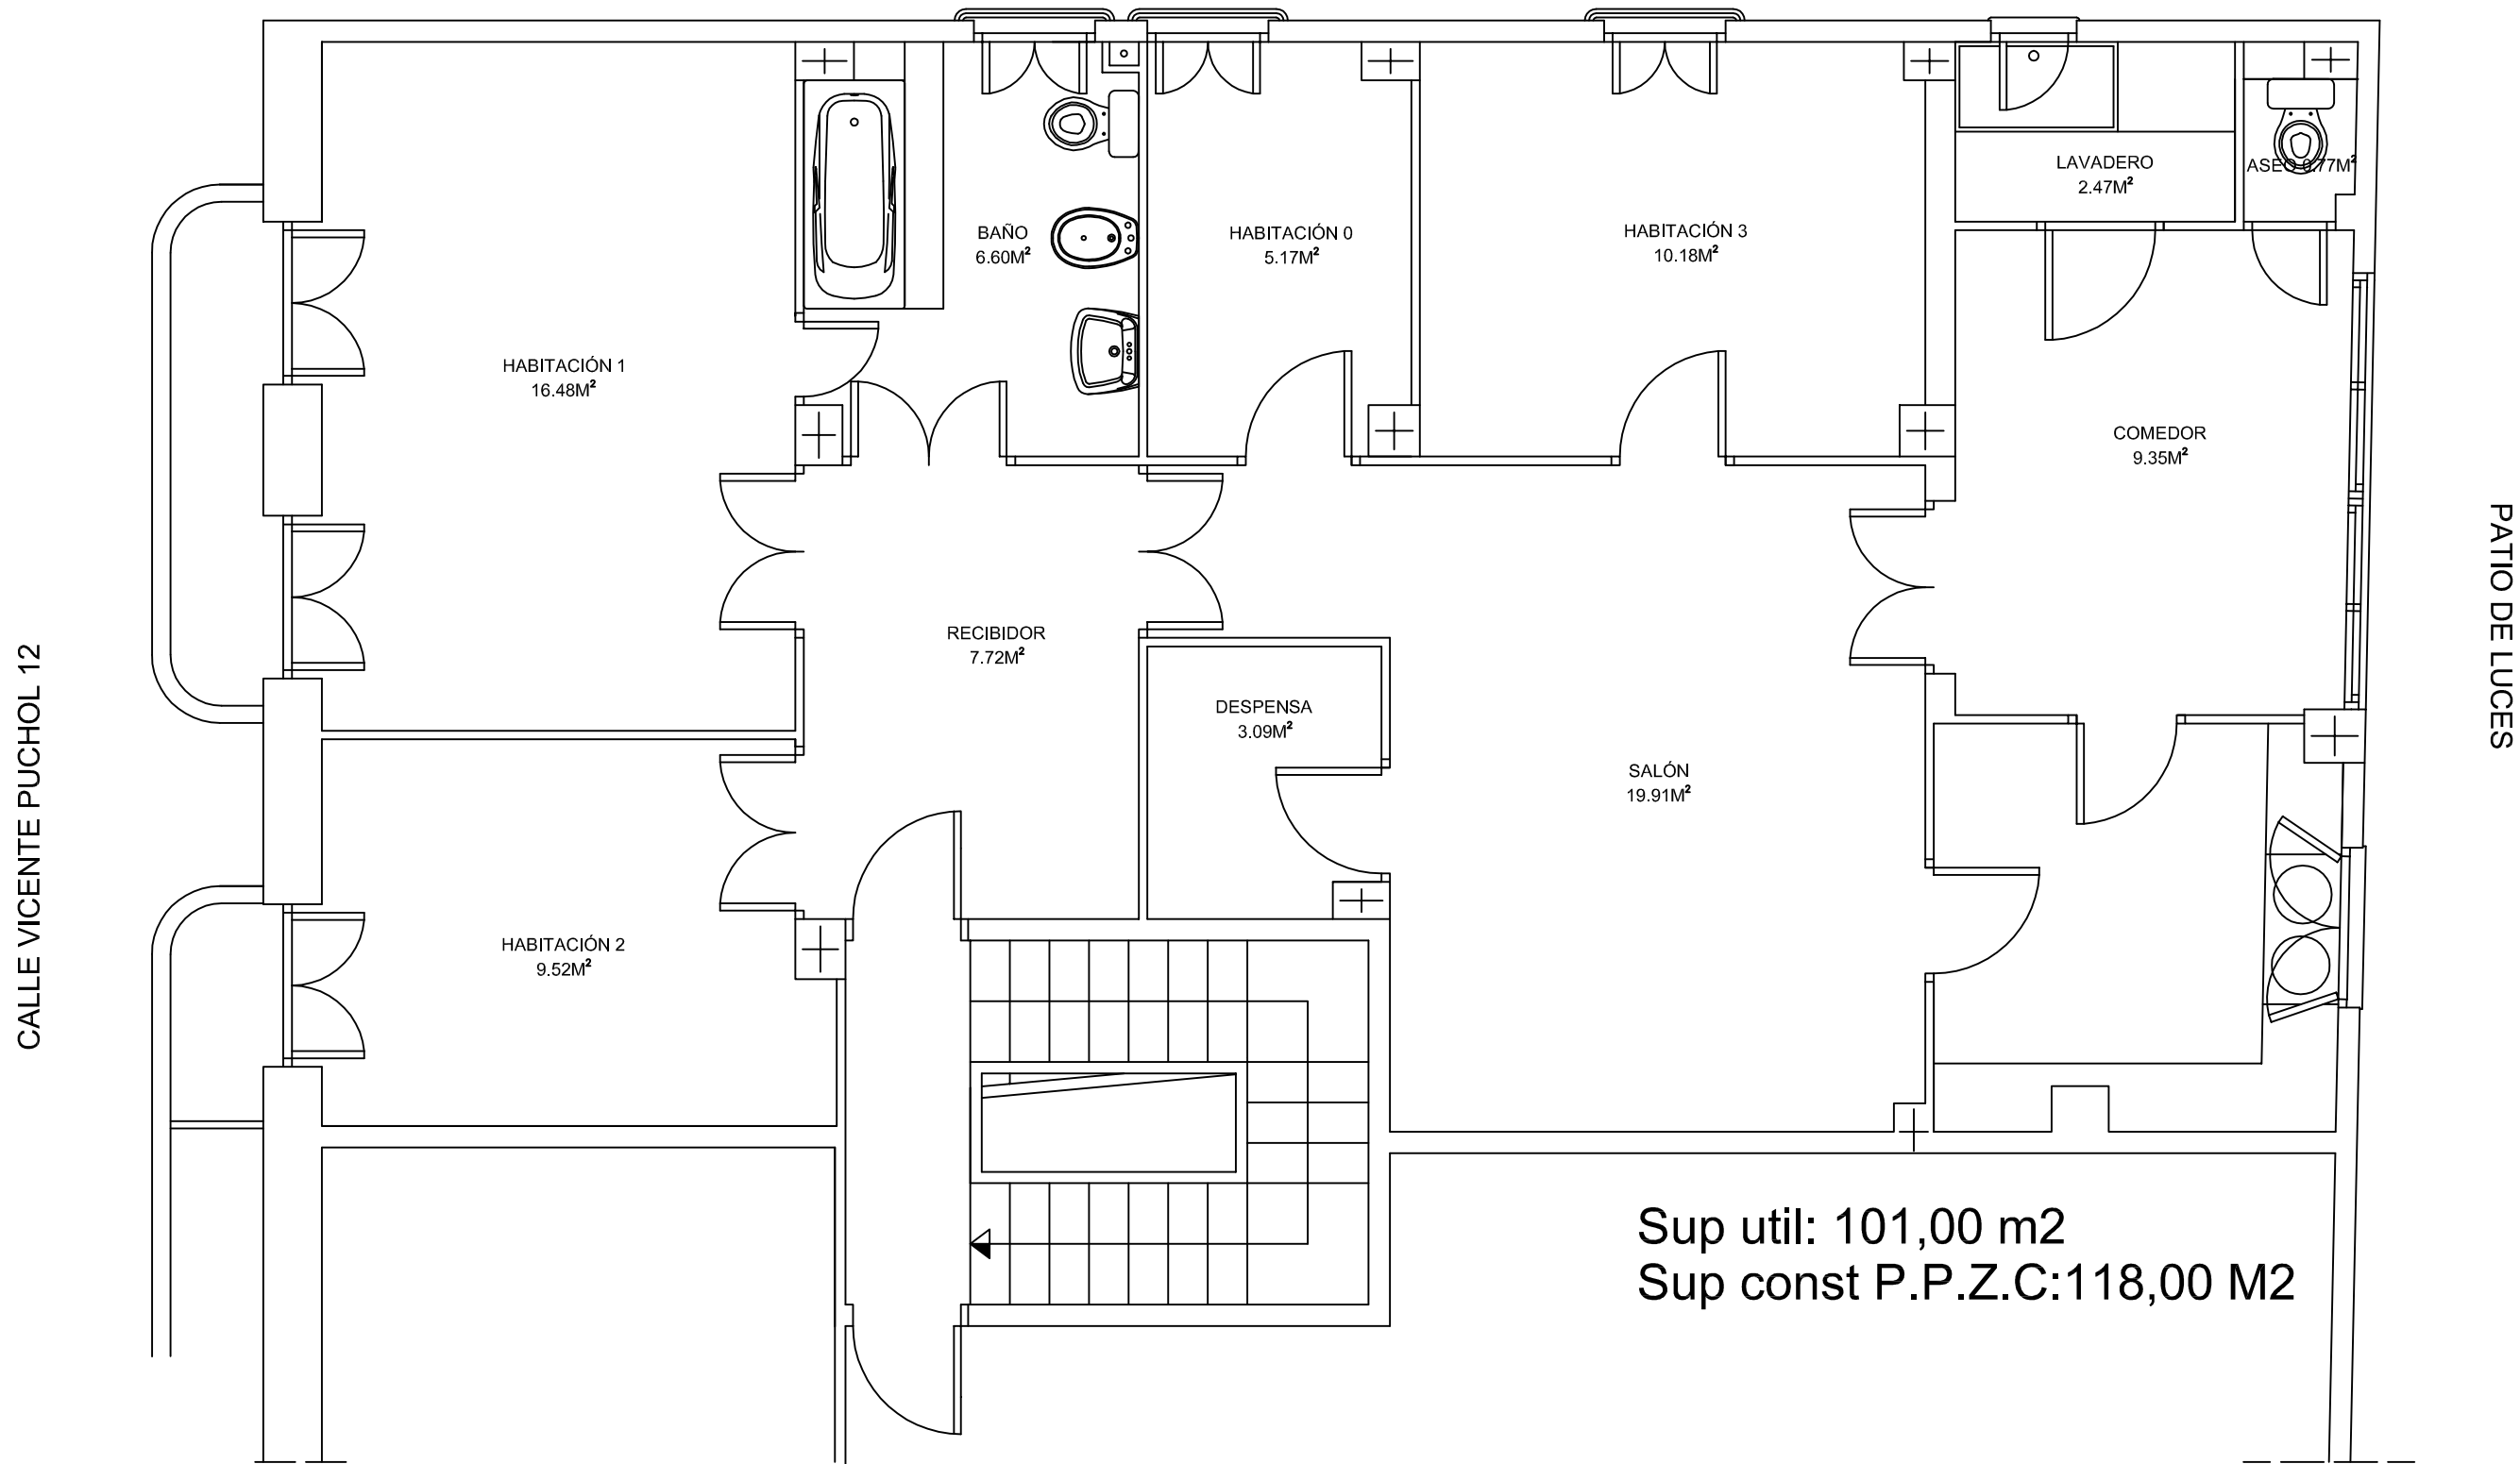 HABITACIÓN 1
16.48M²
BAÑO
6.60M²
HABITACIÓN 0
5.17M²
HABITACIÓN 3
10.18M²
LAVADERO
2.47M²
ASEO 0.77M²
COMEDOR
9.35M²
RECIBIDOR
7.72M²
DESPENSA
3.09M²
SALÓN
19.91M²
HABITACIÓN 2
9.52M²
CALLE VICENTE PUCHOL 12
PATIO DE LUCES
Sup util: 101,00 m2
Sup const P.P.Z.C:118,00 M2